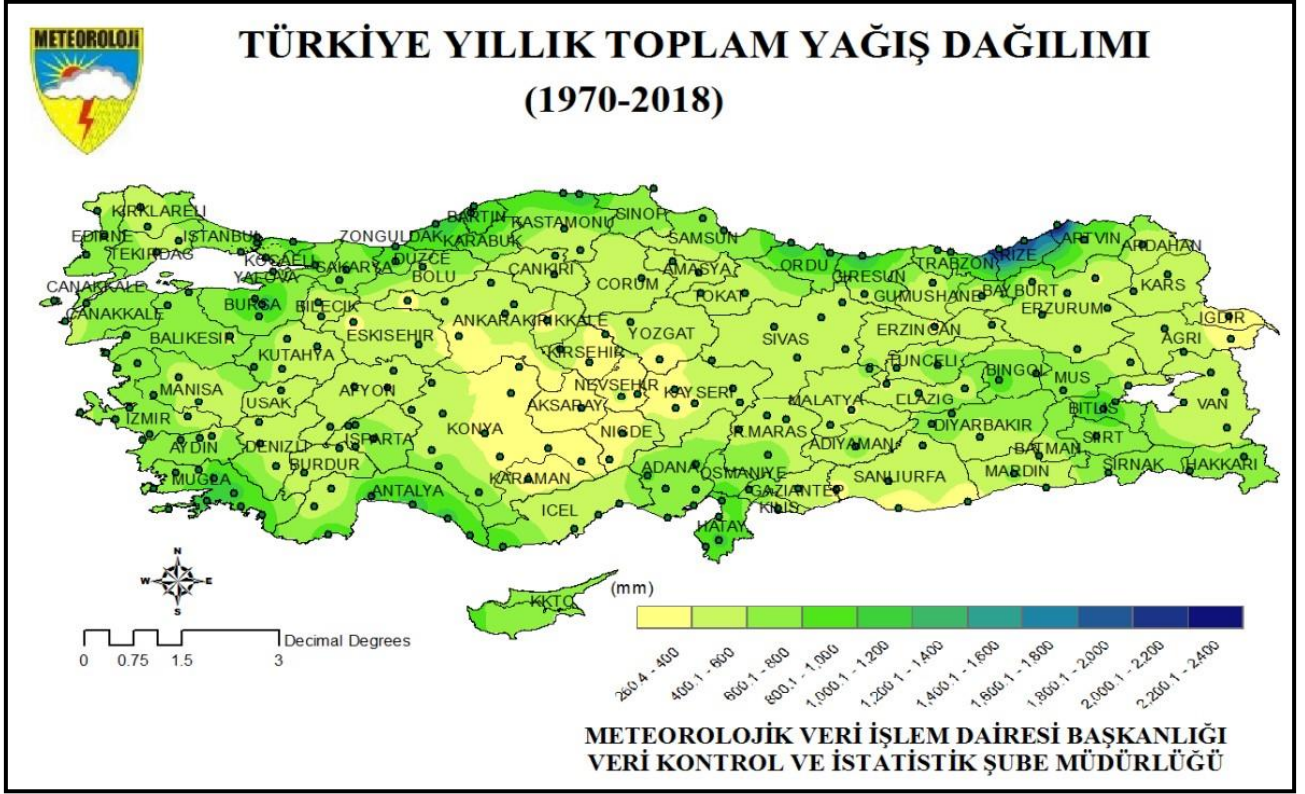 METEOROLOJİ
TÜRKİYE YILLIK TOPLAM YAĞIŞ DAĞILIMI
(1970-2018)
KIRKLARELI
EDIRNE
TEKIRDAG
ISTANBUL
KOCAELI
YALOVA
SAKARYA
DUZCE
ZONGULDAK
BARTIN
KARABUK
KASTAMONU
SINOP
SAMSUN
ORDU
GIRESUN
TRABZON
RIZE
ARTVIN
ARDAHAN
CANAKKALE
CANAKKALE
BURSA
BILECIK
BOLU
CANKIRI
CORUM
AMASYA
TOKAT
GUMUSHANE
BAYBURT
ERZURUM
KARS
IGDIR
BALIKESIR
KUTAHYA
ESKISEHIR
ANKARA
KIRIKKALE
YOZGAT
SIVAS
ERZINCAN
AGRI
MANISA
USAK
AFYON
KIRSEHIR
NEVSEHIR
KAYSERI
AKSARAY
MALATYA
TUNCELI
ELAZIG
BINGOL
MUS
BITLIS
VAN
IZMIR
AYDIN
DENIZLI
ISPARTA
BURDUR
KONYA
NIGDE
K.MARAS
ADIYAMAN
DIYARBAKIR
BATMAN
SIIRT
MUGLA
ANTALYA
KARAMAN
ICEL
ADANA
OSMANIYE
GAZIANTEP
KILIS
SANLIURFA
MARDIN
SIRNAK
HAKKARI
HATAY
KKTC
N
W
E
S
Decimal Degrees
0 0.75 1.5 3
(mm)
260.4 - 400
400.1 - 600
600.1 - 800
800.1 - 1,000
1,000.1 - 1,200
1,200.1 - 1,400
1,400.1 - 1,600
1,600.1 - 1,800
1,800.1 - 2,000
2,000.1 - 2,200
2,200.1 - 2,400
METEOROLOJİK VERİ İŞLEM DAİRESİ BAŞKANLIĞI
VERİ KONTROL VE İSTATİSTİK ŞUBE MÜDÜRLÜĞÜ